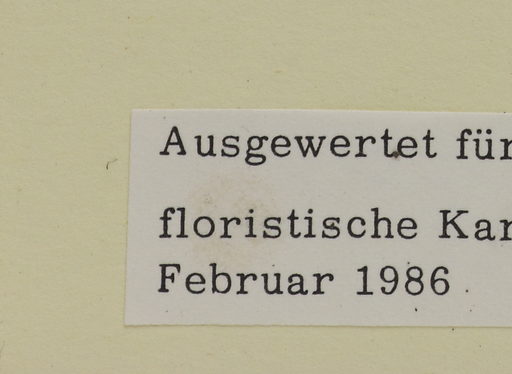 Ausgewertet für
floristische Kar
Februar 1986